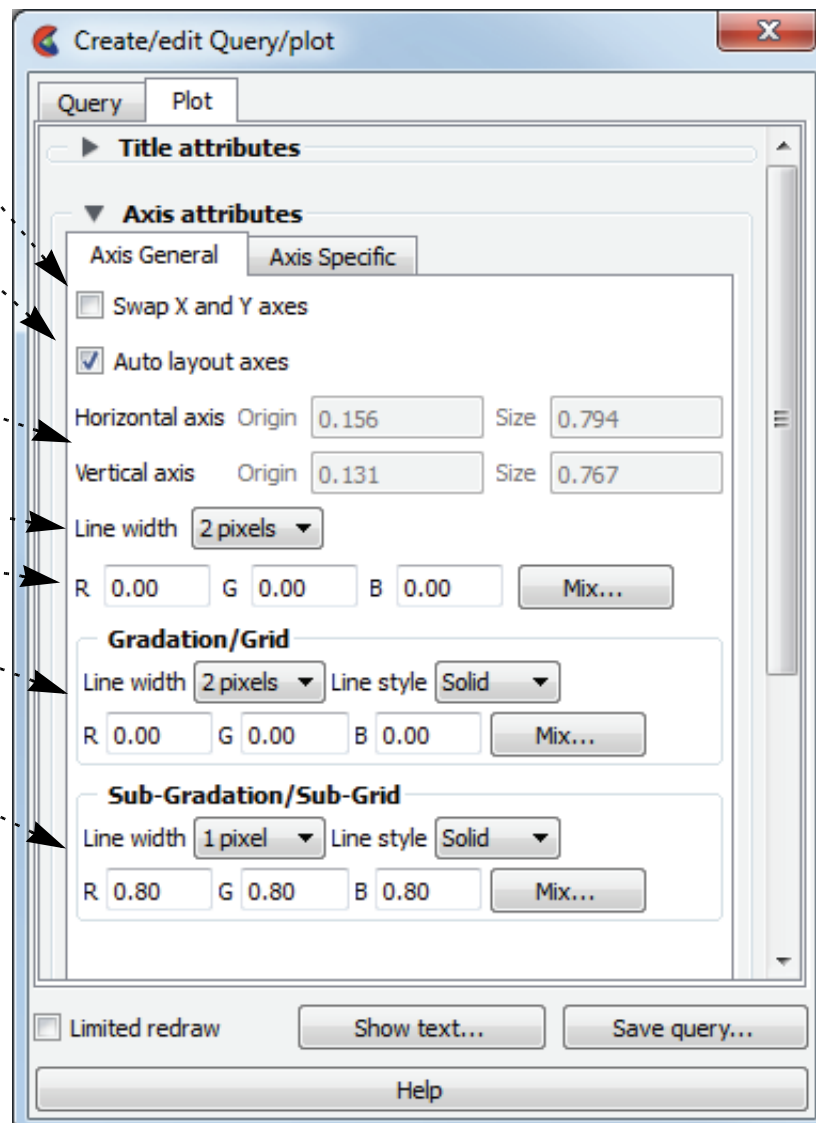 Create/edit Query/plot
Query Plot
Title attributes
Axis attributes
Axis General Axis Specific
Swap X and Y axes
Auto layout axes
Horizontal axis Origin 0.156 Size 0.794
Vertical axis Origin 0.131 Size 0.767
Line width 2 pixels
R 0.00 G 0.00 B 0.00 Mix...
Gradation/Grid
Line width 2 pixels Line style Solid
R 0.00 G 0.00 B 0.00 Mix...
Sub-Gradation/Sub-Grid
Line width 1 pixel Line style Solid
R 0.80 G 0.80 B 0.80 Mix...
Limited redraw Show text... Save query...
Help